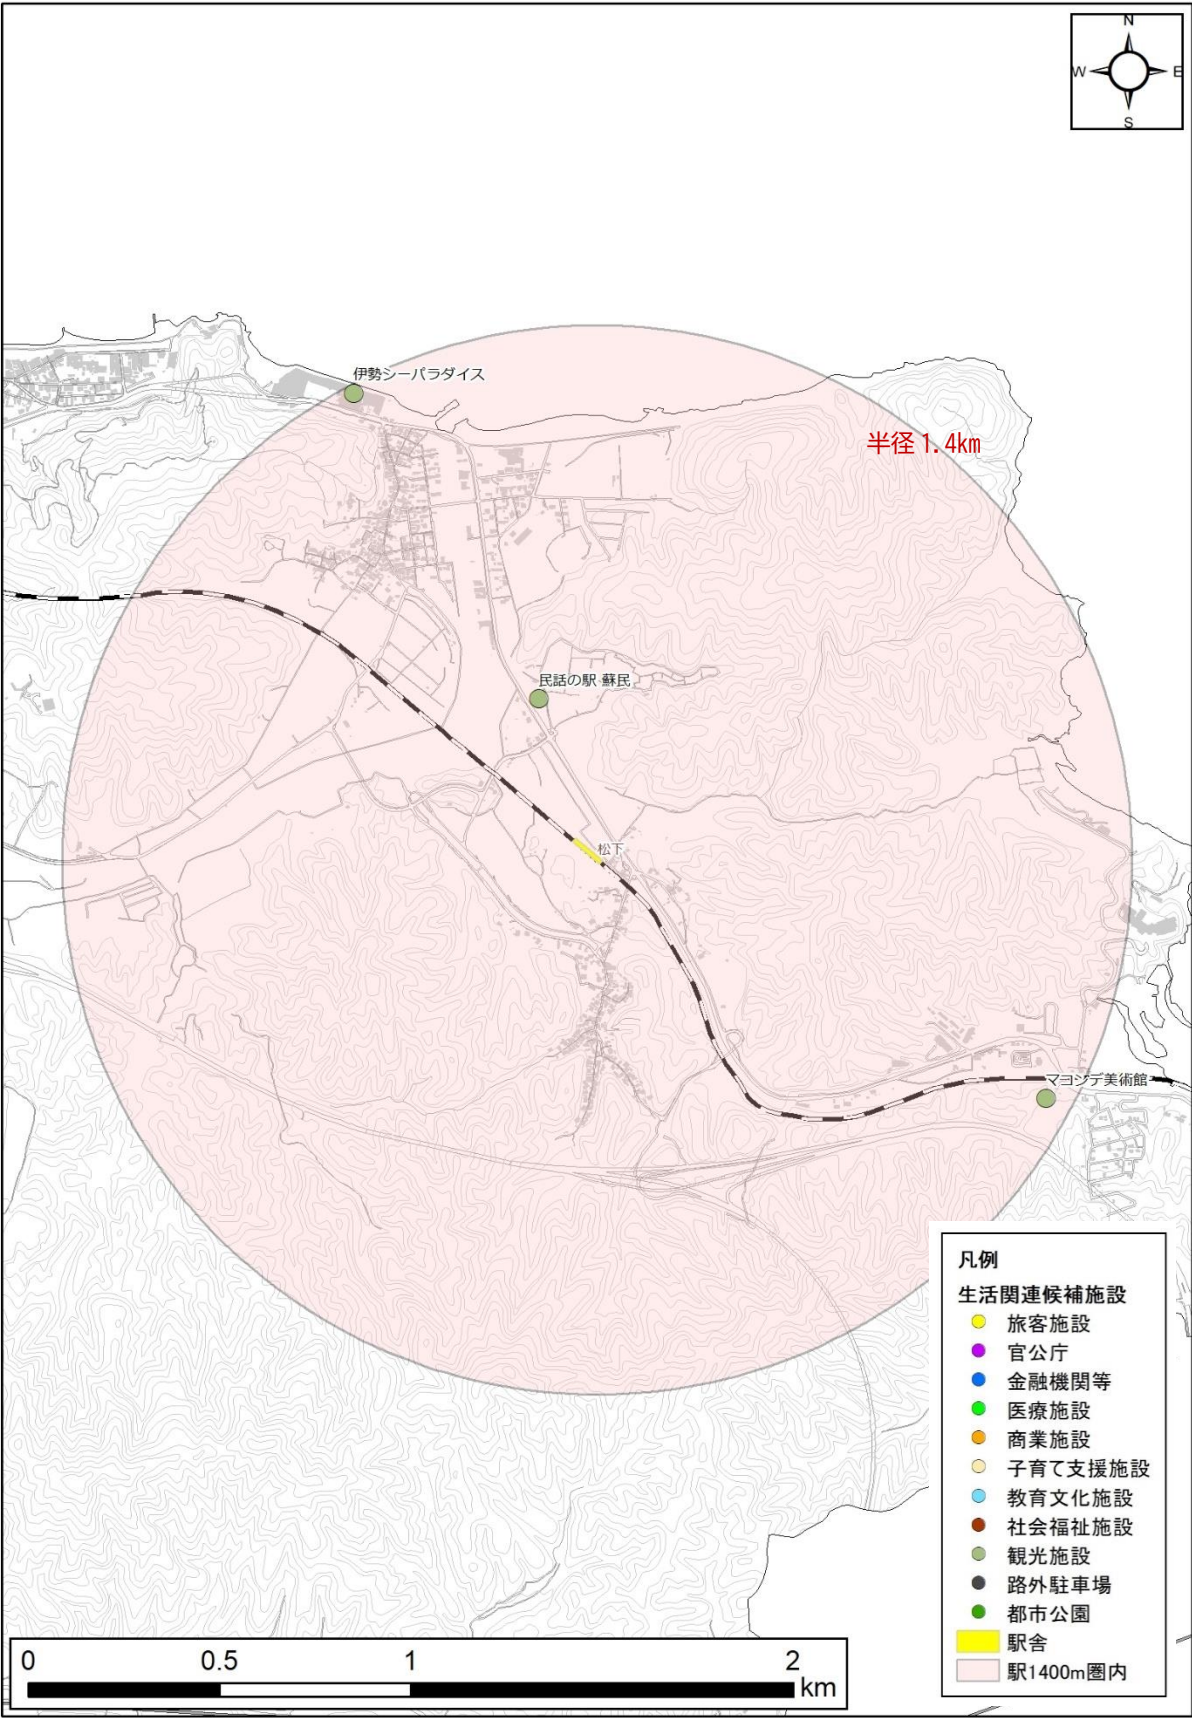 N
W E
S
伊勢シーパラダイス
半径 1.4km
民話の駅 蘇民
松下
マコンデ美術館
凡例
生活関連候補施設
旅客施設
官公庁
金融機関等
医療施設
商業施設
子育て支援施設
教育文化施設
社会福祉施設
観光施設
路外駐車場
都市公園
駅舎
駅1400m圏内
0 0.5 1 2
km